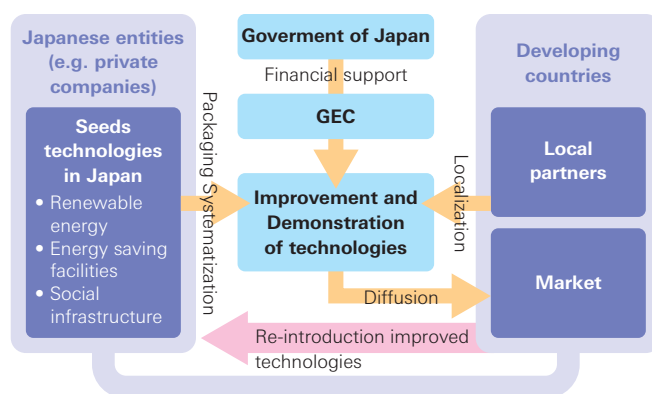 Japanese entities
(e.g. private
companies)
Seeds
technologies
in Japan
• Renewable
energy
• Energy saving
facilities
• Social
infrastructure
Packaging Systematization
Goverment of Japan
Financial support
GEC
Improvement and
Demonstration
of technologies
Localization
Developing
countries
Local
partners
Market
Diffusion
Re-introduction improved
technologies